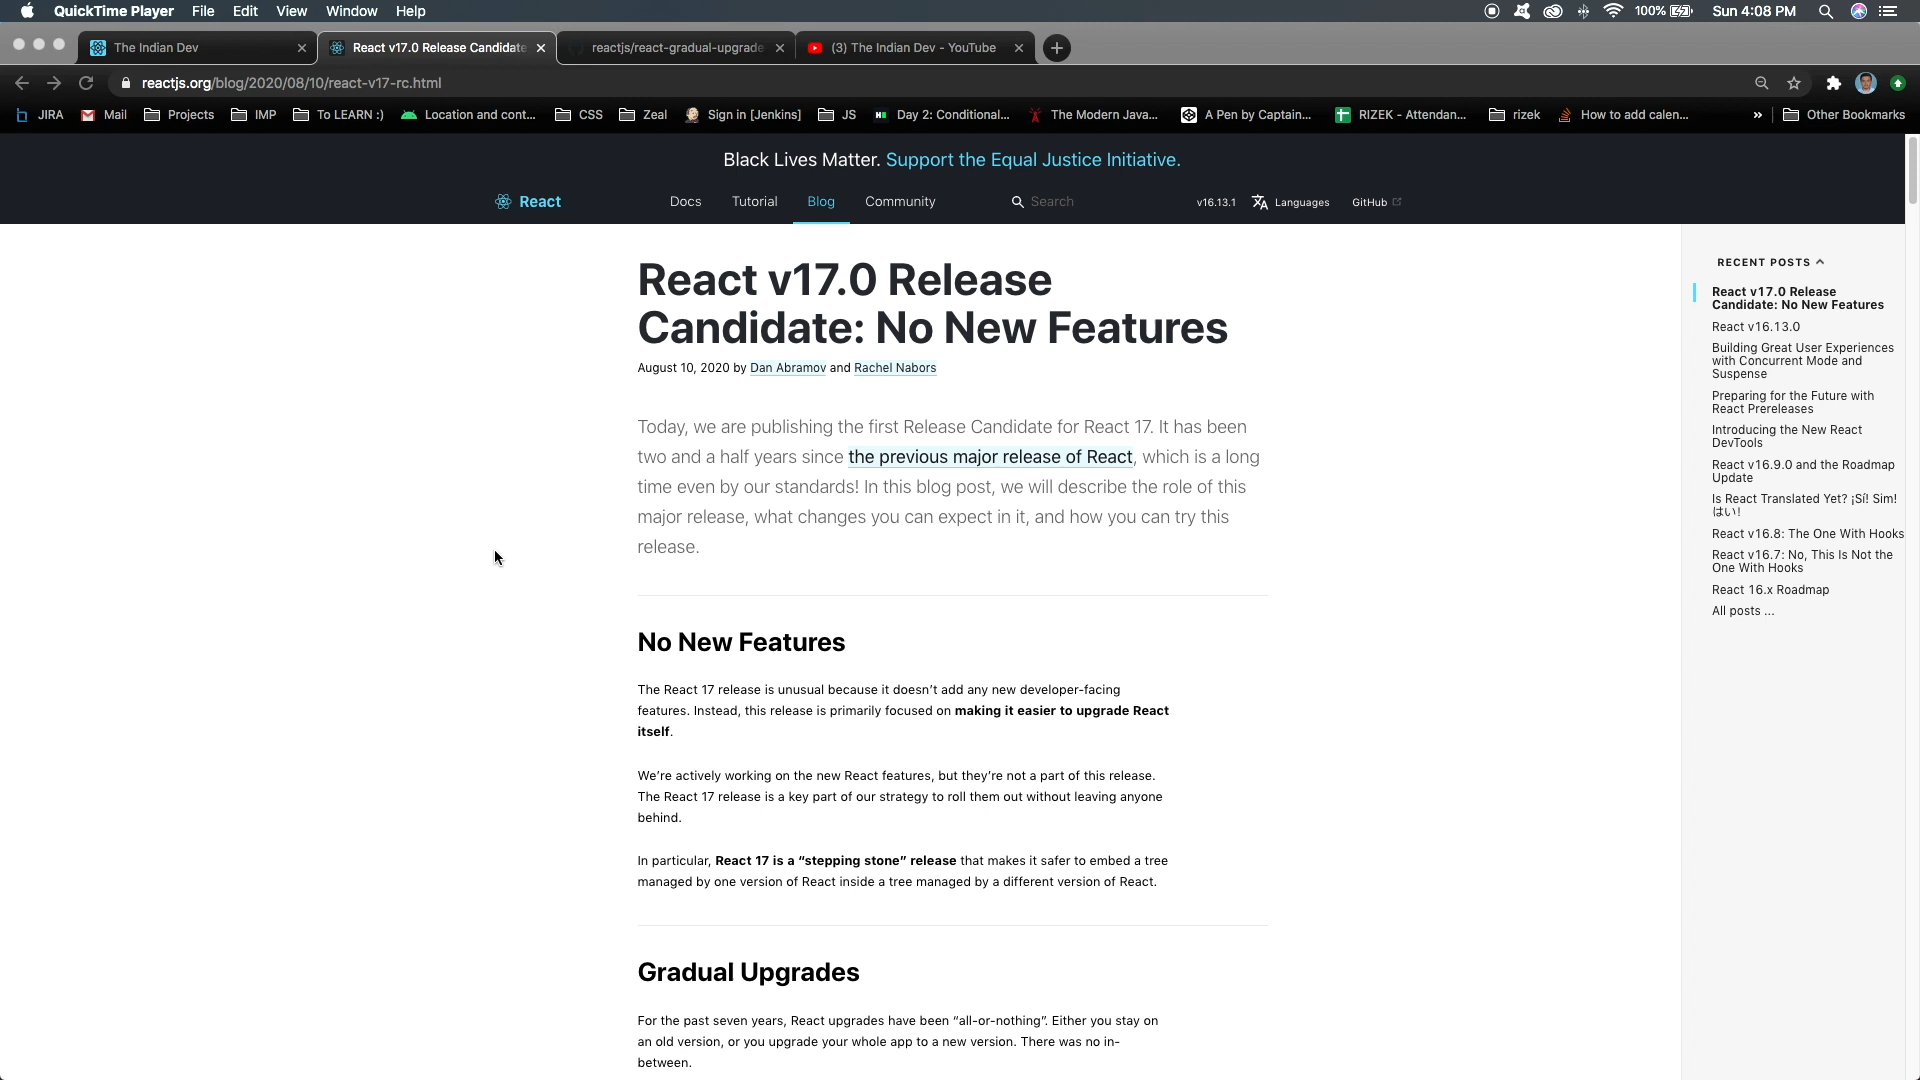 QuickTime Player File Edit View Window Help 100% Sun 4:08 PM
The Indian Dev
React v17.0 Release Candidate
reactjs/react-gradual-upgrade
(3) The Indian Dev - YouTube
reactjs.org/blog/2020/08/10/react-v17-rc.html
JIRA Mail Projects IMP To LEARN :) Location and cont... CSS Zeal Sign in [Jenkins] JS Day 2: Conditional... The Modern Java... A Pen by Captain... RIZEK - Attendan... rizek How to add calen... » Other Bookmarks
Black Lives Matter. Support the Equal Justice Initiative.
React Docs Tutorial Blog Community Search v16.13.1 Languages GitHub
React v17.0 Release
Candidate: No New Features
August 10, 2020 by Dan Abramov and Rachel Nabors
Today, we are publishing the first Release Candidate for React 17. It has been
two and a half years since the previous major release of React, which is a long
time even by our standards! In this blog post, we will describe the role of this
major release, what changes you can expect in it, and how you can try this
release.
No New Features
The React 17 release is unusual because it doesn’t add any new developer-facing
features. Instead, this release is primarily focused on making it easier to upgrade React
itself.
We’re actively working on the new React features, but they’re not a part of this release.
The React 17 release is a key part of our strategy to roll them out without leaving anyone
behind.
In particular, React 17 is a “stepping stone” release that makes it safer to embed a tree
managed by one version of React inside a tree managed by a different version of React.
Gradual Upgrades
For the past seven years, React upgrades have been “all-or-nothing”. Either you stay on
an old version, or you upgrade your whole app to a new version. There was no in-
between.
RECENT POSTS
React v17.0 Release
Candidate: No New Features
React v16.13.0
Building Great User Experiences
with Concurrent Mode and
Suspense
Preparing for the Future with
React Prereleases
Introducing the New React
DevTools
React v16.9.0 and the Roadmap
Update
Is React Translated Yet? ¡Sí! Sim!
はい!
React v16.8: The One With Hooks
React v16.7: No, This Is Not the
One With Hooks
React 16.x Roadmap
All posts ...